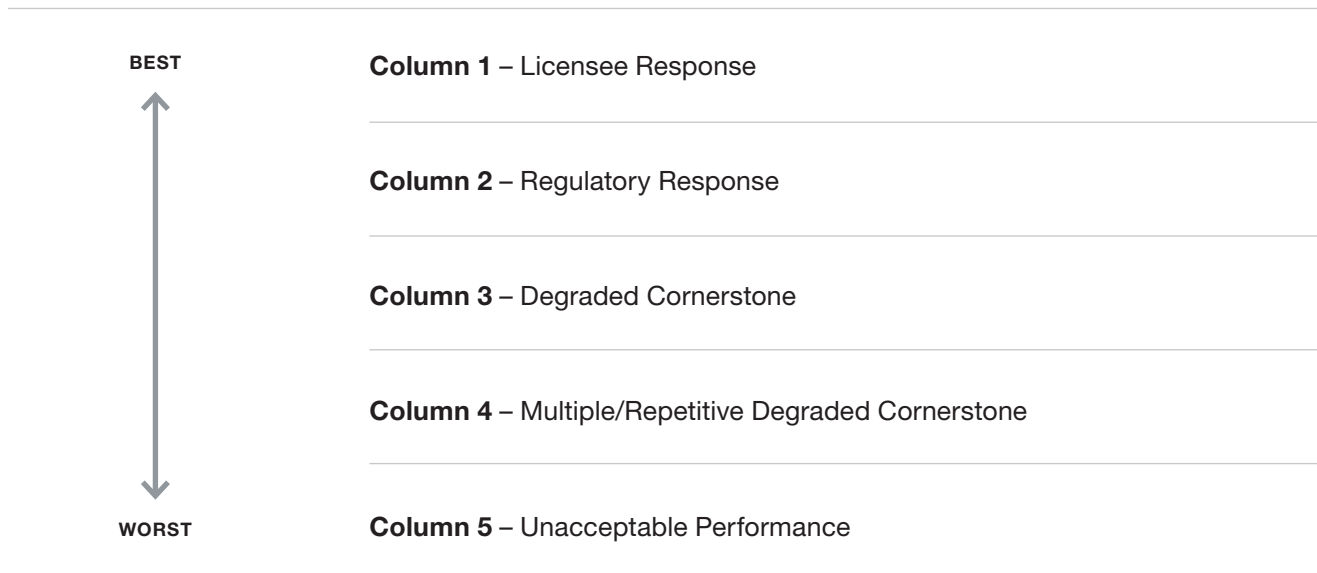 BEST
Column 1 – Licensee Response
Column 2 – Regulatory Response
Column 3 – Degraded Cornerstone
Column 4 – Multiple/Repetitive Degraded Cornerstone
WORST
Column 5 – Unacceptable Performance